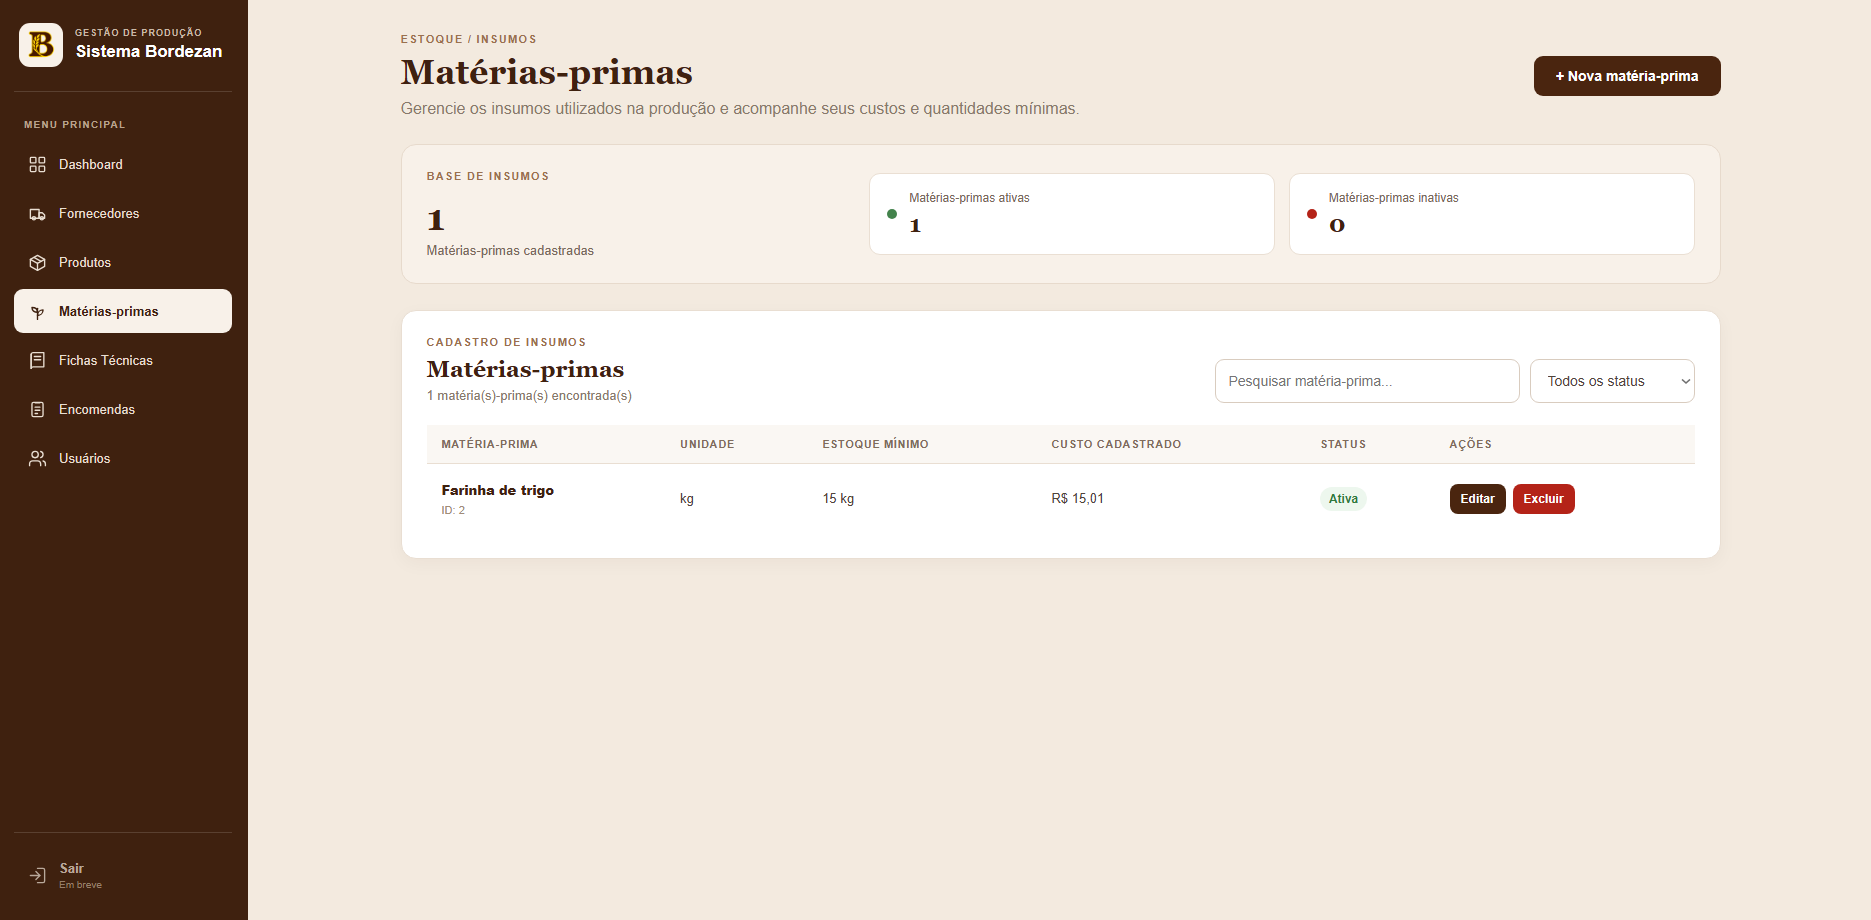 B
GESTÃO DE PRODUÇÃO
Sistema Bordezan
MENU PRINCIPAL
Dashboard
Fornecedores
Produtos
Matérias-primas
Fichas Técnicas
Encomendas
Usuários
Sair
Em breve
ESTOQUE / INSUMOS
Matérias-primas
Gerencie os insumos utilizados na produção e acompanhe seus custos e quantidades mínimas.
+ Nova matéria-prima
BASE DE INSUMOS
1
Matérias-primas cadastradas
Matérias-primas ativas
1
Matérias-primas inativas
0
CADASTRO DE INSUMOS
Matérias-primas
1 matéria(s)-prima(s) encontrada(s)
Pesquisar matéria-prima...
Todos os status
MATÉRIA-PRIMA UNIDADE ESTOQUE MÍNIMO CUSTO CADASTRADO STATUS AÇÕES
Farinha de trigo
ID: 2
kg 15 kg R$ 15,01 Ativa Editar Excluir